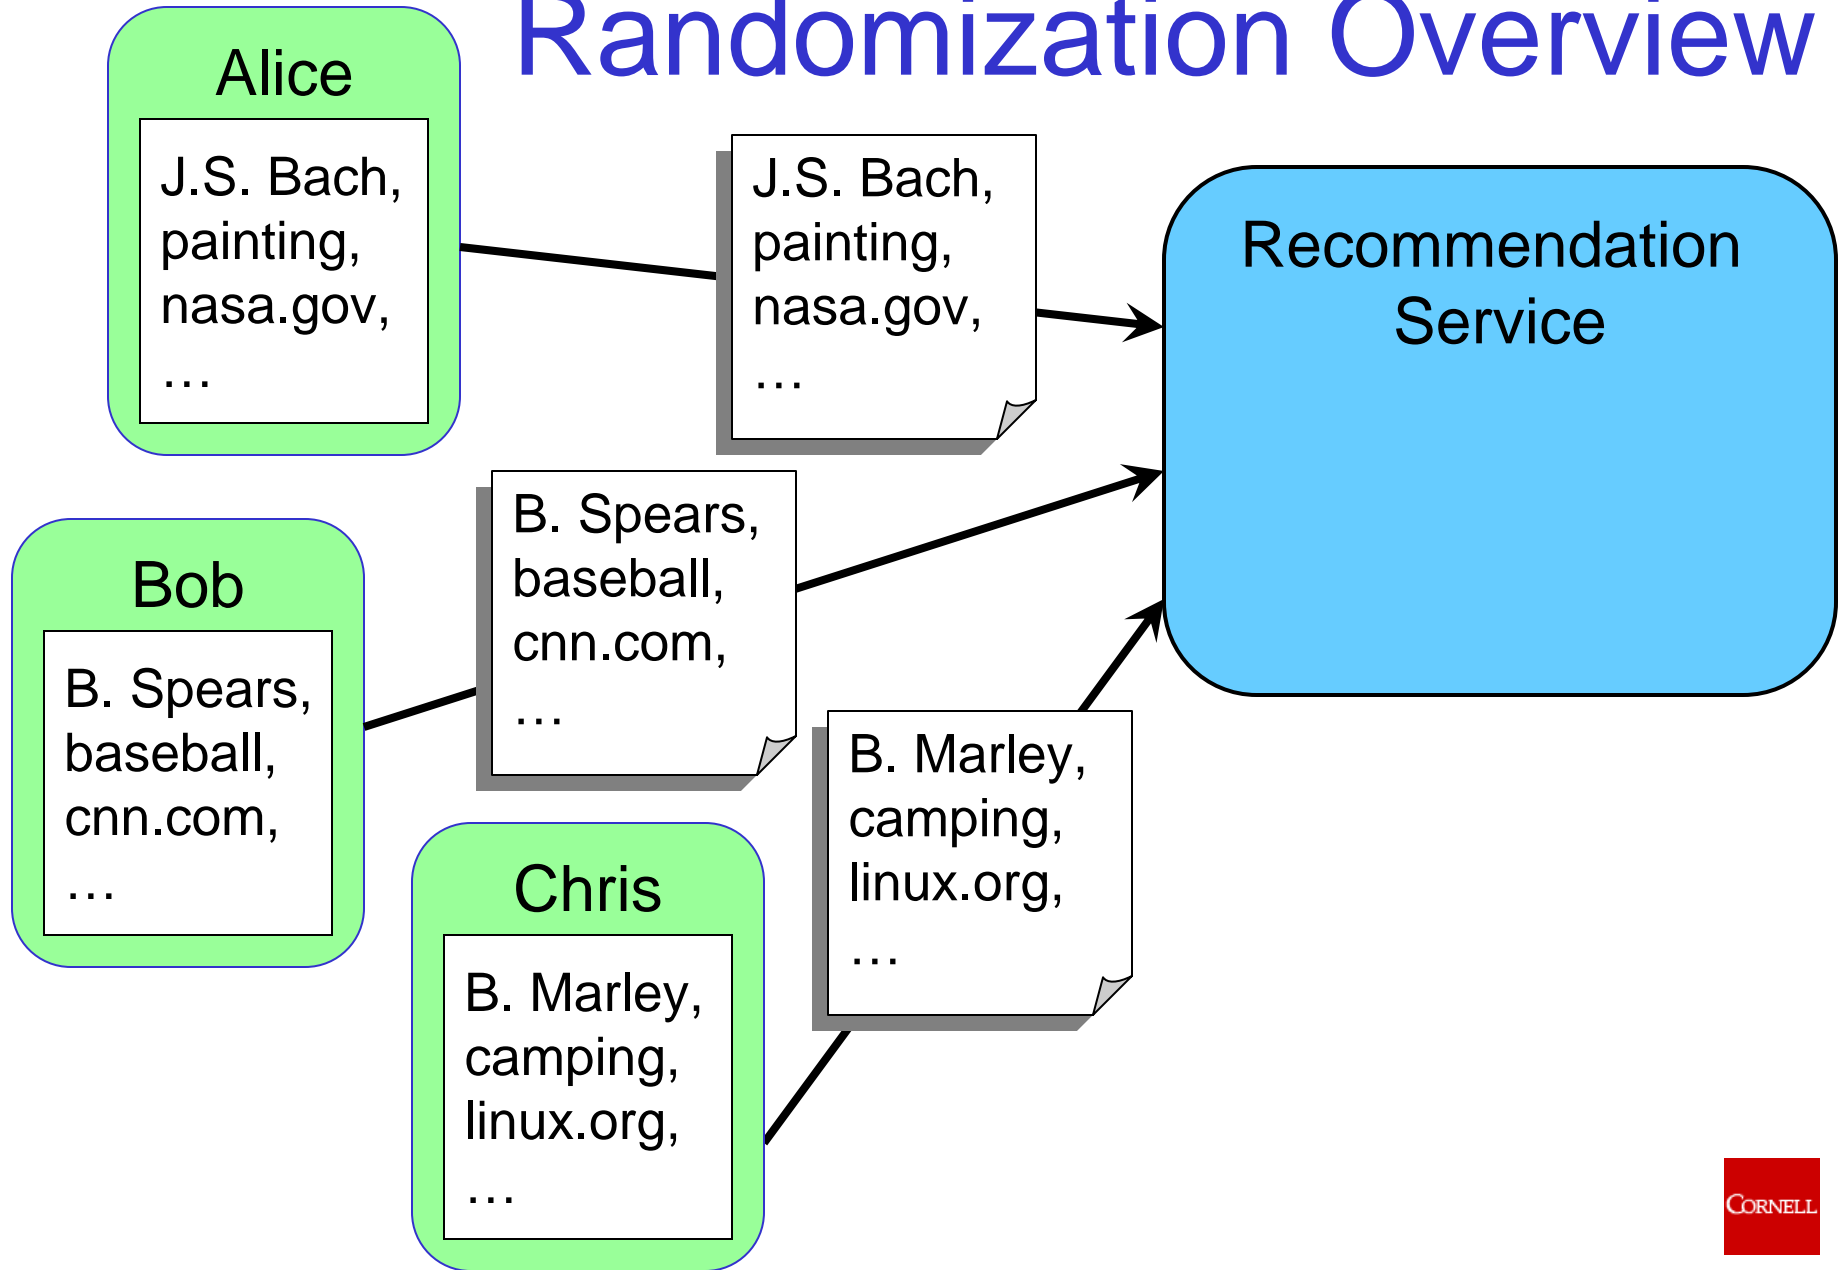 Randomization Overview
Alice
J.S. Bach,
painting,
nasa.gov,
…
J.S. Bach,
painting,
nasa.gov,
…
Recommendation
Service
B. Spears,
baseball,
cnn.com,
…
Bob
B. Spears,
baseball,
cnn.com,
…
B. Marley,
camping,
linux.org,
…
Chris
B. Marley,
camping,
linux.org,
…
CORNELL